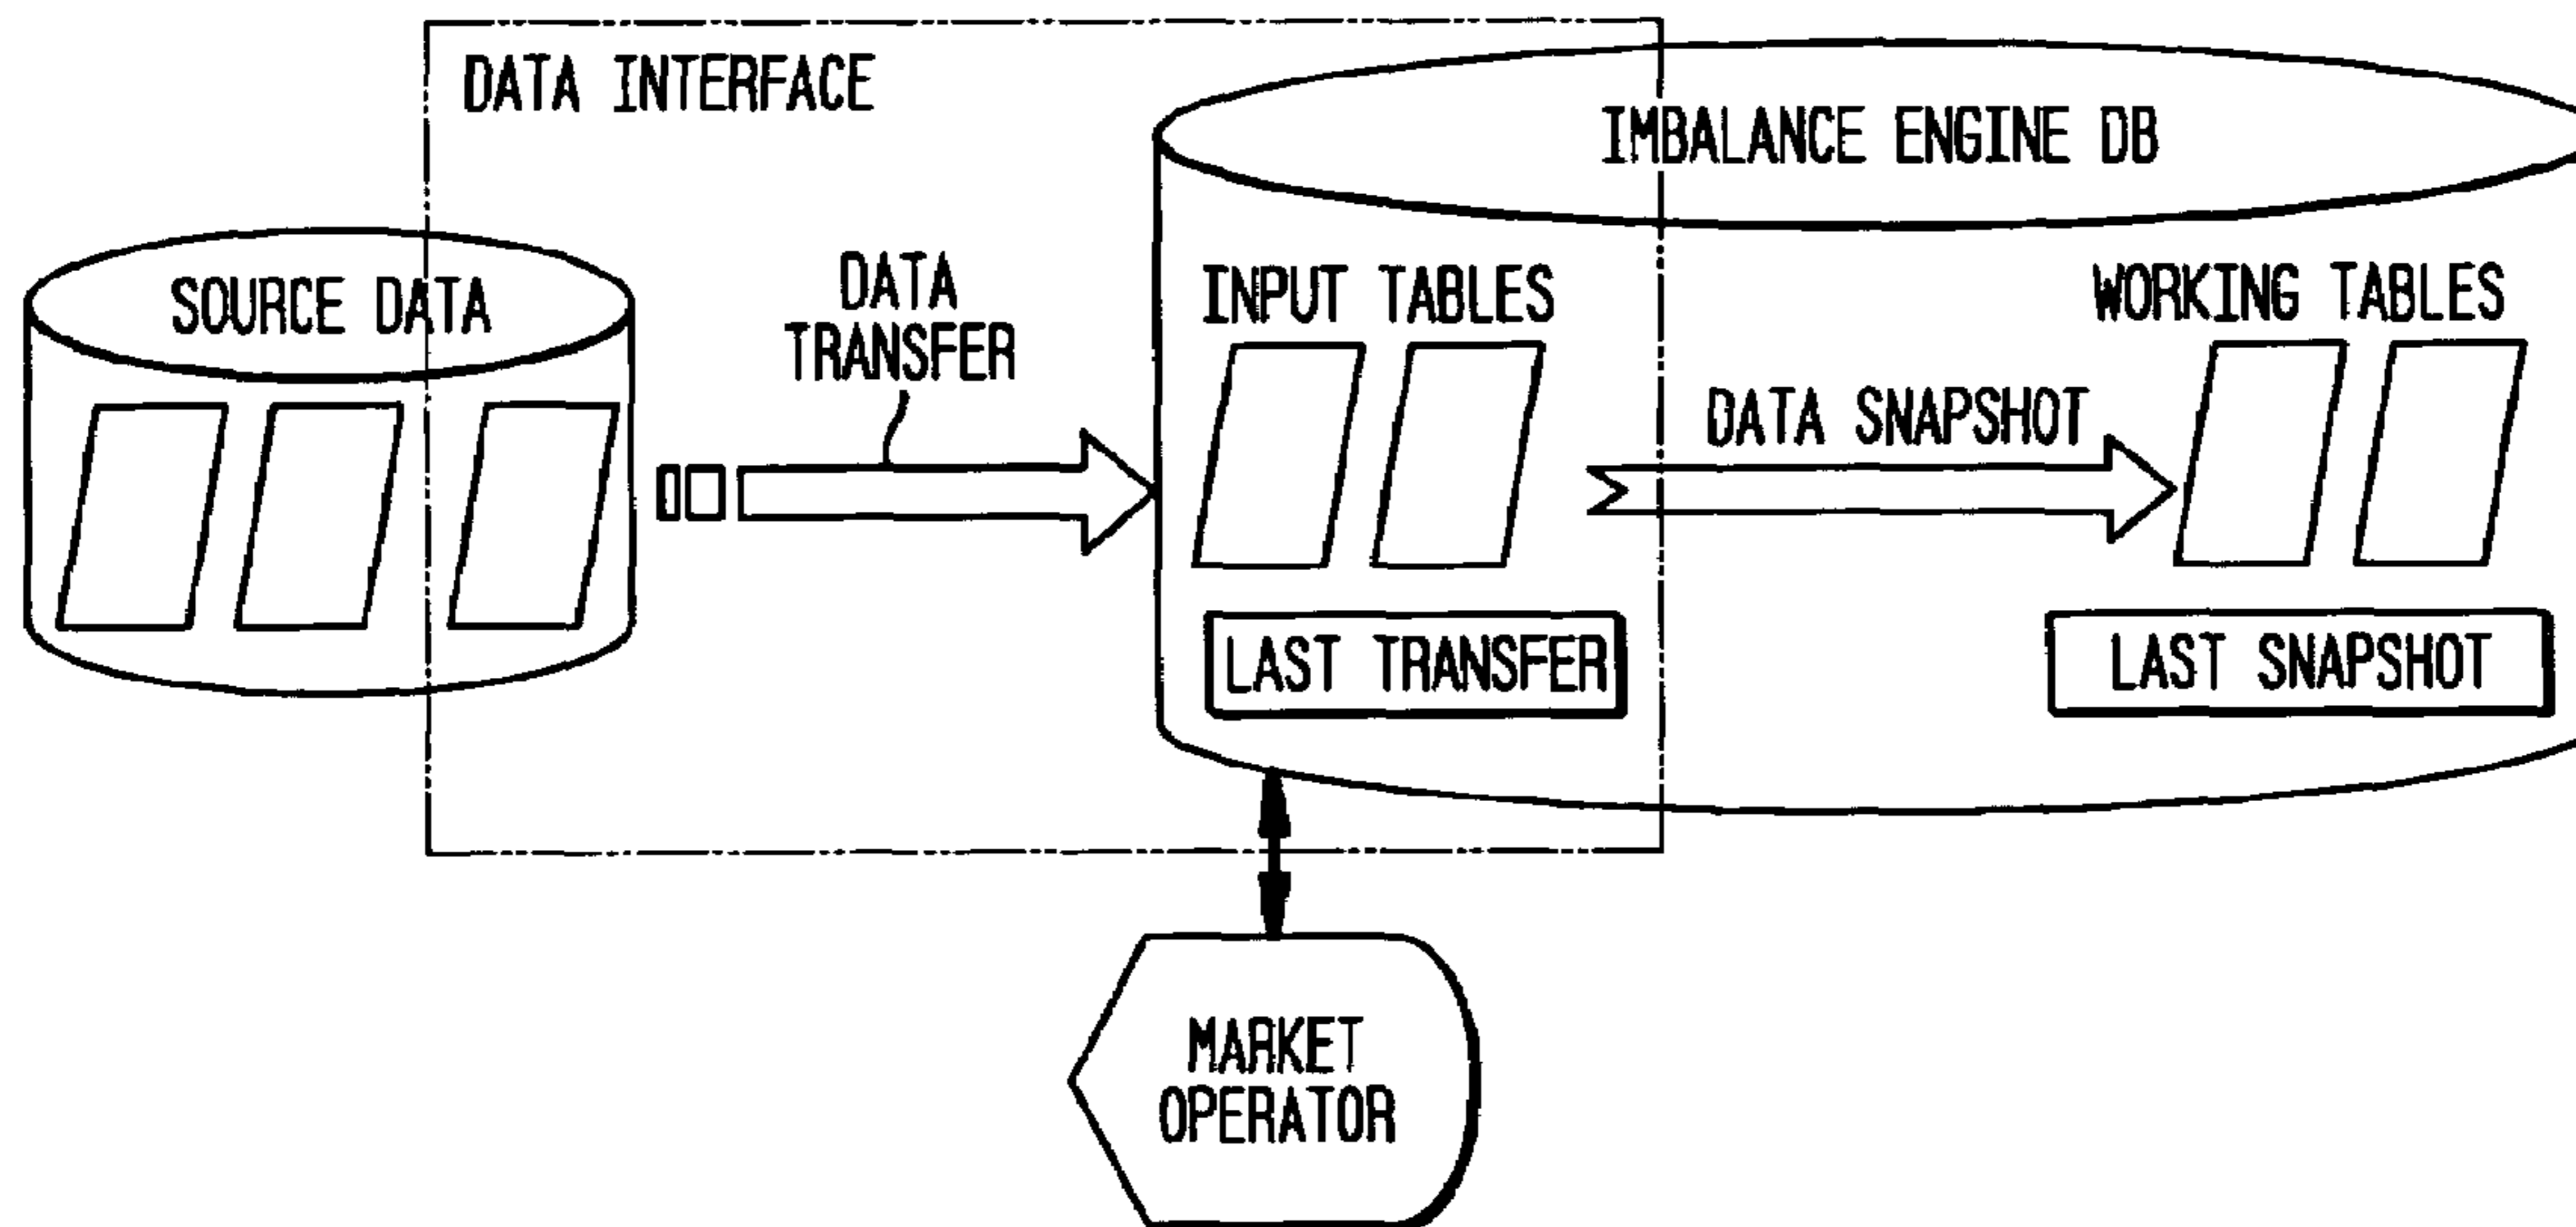 DATA INTERFACE
IMBALANCE ENGINE DB
SOURCE DATA
DATA
TRANSFER
INPUT TABLES
WORKING TABLES
DATA SNAPSHOT
LAST TRANSFER
LAST SNAPSHOT
MARKET
OPERATOR